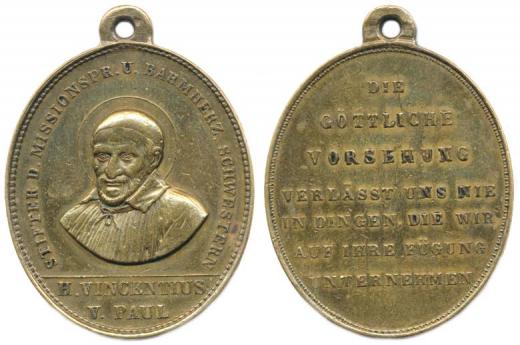 STIFTER D. MISSIONSPR. U. BARMHERZ. SCHWESTERN
H. VINCENTIUS
V. PAUL
DIE
GÖTTLICHE
VORSEHUNG
VERLÄSST UNS NIE
IN DINGEN DIE WIR
AUF IHRE FÜGUNG
UNTERNEHMEN